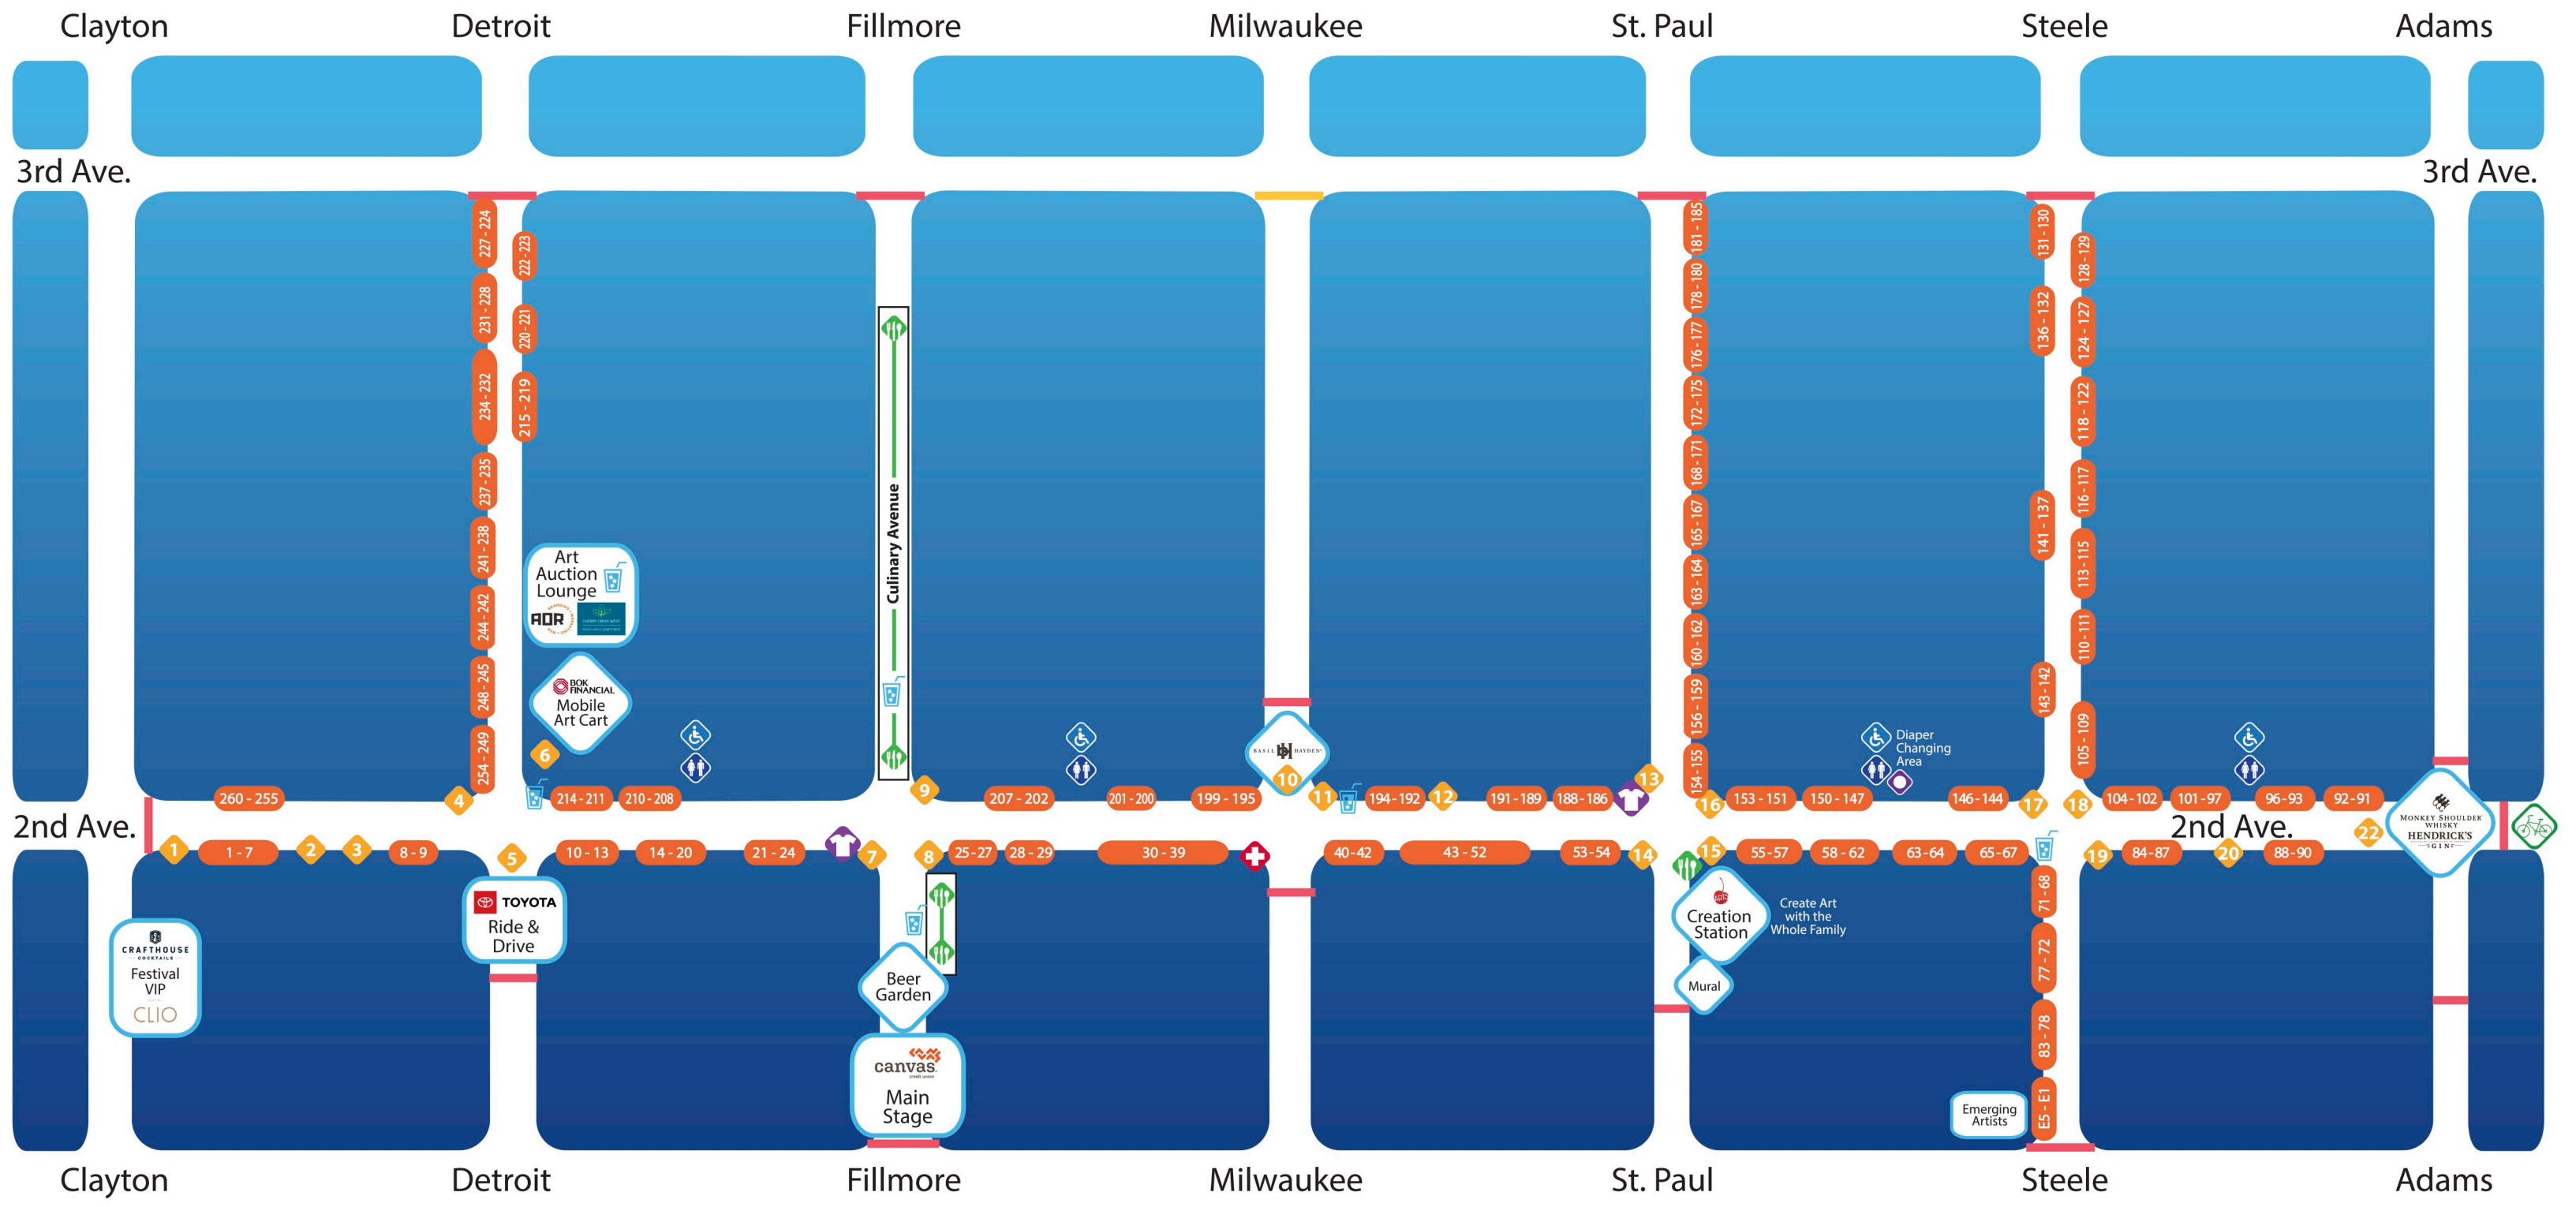 Clayton
Detroit
Fillmore
Milwaukee
St. Paul
Steele
Adams
3rd Ave.
3rd Ave.
227 - 224
231 - 228
234 - 232
237 - 235
241 - 238
244 - 242
248 - 245
254 - 249
222 - 223
220 - 221
215 - 219
Art
Auction
Lounge
BOK
FINANCIAL
Mobile
Art Cart
6
Culinary Avenue
BASIL HAYDEN
10
181 - 185
178 - 180
176 - 177
172 - 175
168 - 171
165 - 167
163 - 164
160 - 162
156 - 159
154 - 155
Diaper
Changing
Area
131 - 130
136 - 132
141 - 137
143 - 142
128 - 129
124 - 127
118 - 122
116 - 117
113 - 115
110 - 111
105 - 109
260 - 255
4
214 - 211
210 - 208
9
207 - 202
201 - 200
199 - 195
11
194-192
12
191 - 189
188 - 186
13
16
153 - 151
150 - 147
146 - 144
17
18
104 - 102
101 - 97
96 - 93
92 - 91
2nd Ave.
2nd Ave.
22
MONKEY SHOULDER
WHISKY
HENDRICK'S
GIN
1
1 - 7
2
3
8 - 9
5
10 - 13
14 - 20
21 - 24
7
8
25-27
28 - 29
30 - 39
40-42
43 - 52
53-54
14
15
55-57
58 - 62
63-64
65-67
19
84-87
20
88-90
CRAFTHOUSE
COCKTAILS
Festival
VIP
CLIO
TOYOTA
Ride &
Drive
Beer
Garden
canvas
credit union
Main
Stage
Creation
Station
Create Art
with the
Whole Family
Mural
71 - 68
77 - 72
83 - 78
E5 - E1
Emerging
Artists
Clayton
Detroit
Fillmore
Milwaukee
St. Paul
Steele
Adams